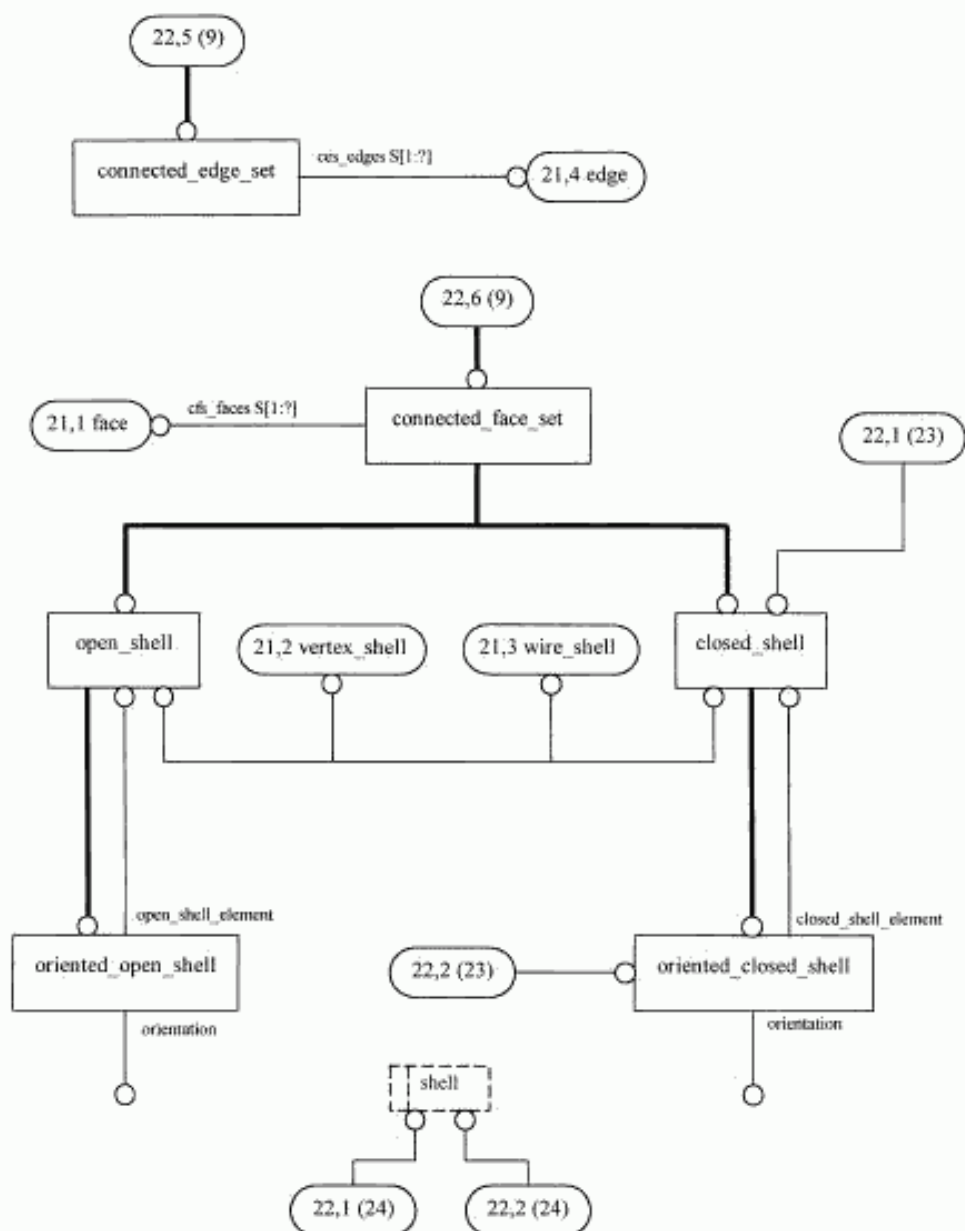 22,5 (9)
connected_edge_set
ces_edges S[1:?]
21,4 edge
22,6 (9)
21,1 face
cfs_faces S[1:?]
connected_face_set
22,1 (23)
open_shell
21,2 vertex_shell
21,3 wire_shell
closed_shell
open_shell_element
closed_shell_element
oriented_open_shell
22,2 (23)
oriented_closed_shell
orientation
orientation
shell
22,1 (24)
22,2 (24)